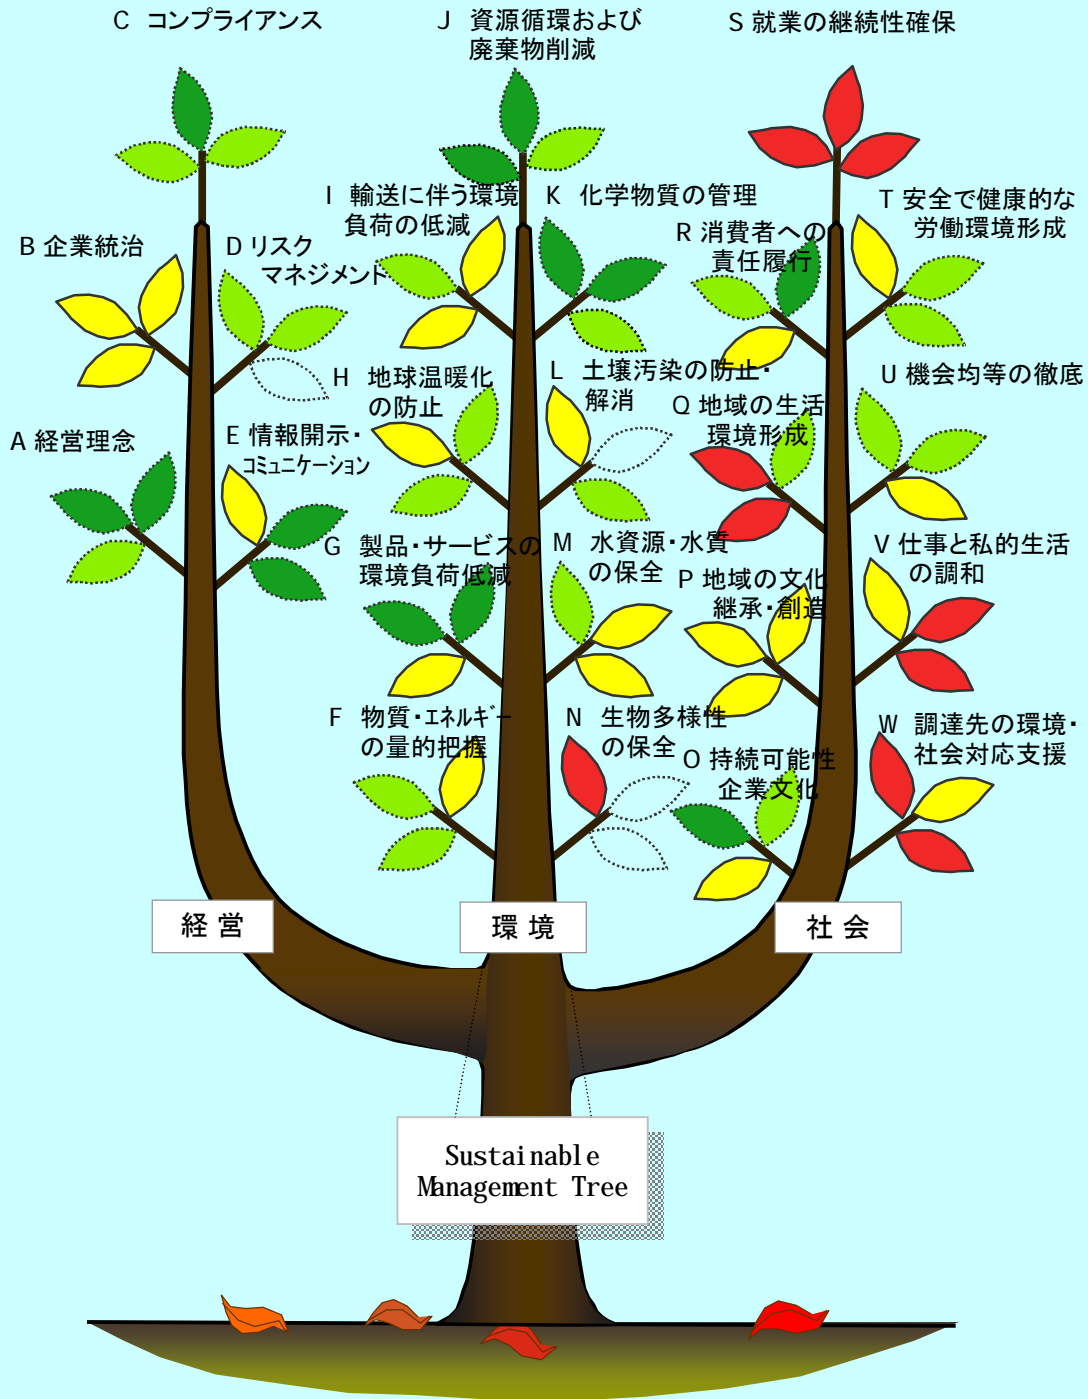 C コンプライアンス
J 資源循環および
廃棄物削減
S 就業の継続性確保
I 輸送に伴う環境
負荷の低減
K 化学物質の管理
T 安全で健康的な
労働環境形成
B 企業統治
D リスク
マネジメント
R 消費者への
責任履行
H 地球温暖化
の防止
L 土壌汚染の防止・
解消
U 機会均等の徹底
Q 地域の生活
環境形成
A 経営理念
E 情報開示・
コミュニケーション
G 製品・サービスの
環境負荷低減
M 水資源・水質
の保全
V 仕事と私的生活
の調和
P 地域の文化
継承・創造
F 物質・エネルギー
の量的把握
N 生物多様性
の保全
W 調達先の環境・
社会対応支援
O 持続可能性
企業文化
経営
環境
社会
Sustainable
Management Tree